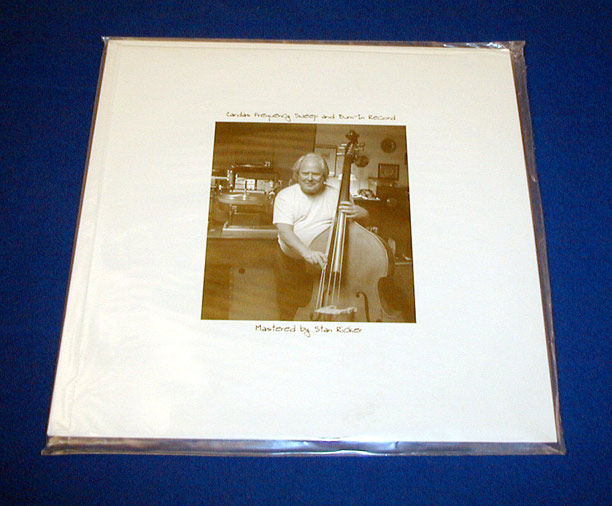 Cardas Frequency Sweep and Burn-In Record
Mastered by Stan Ricker